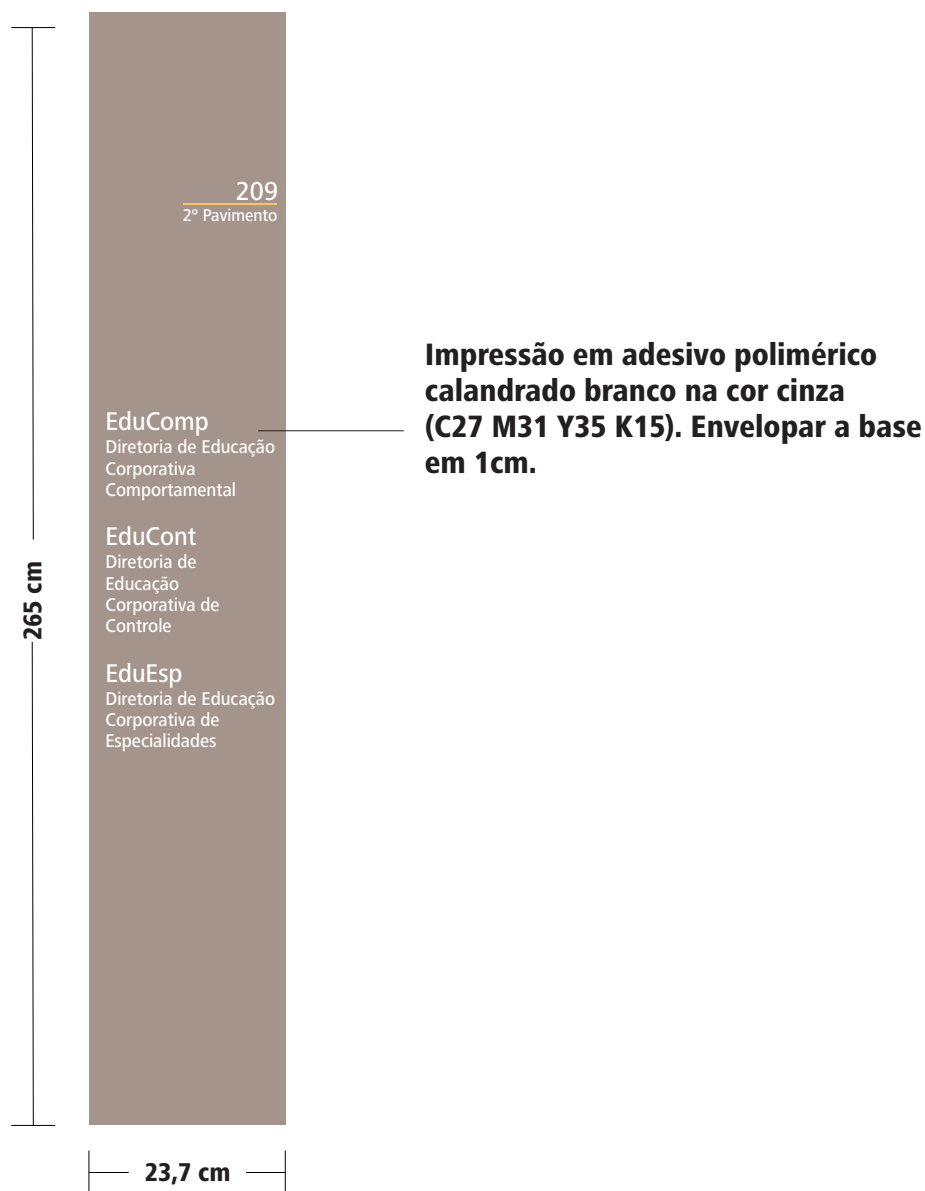 209
2º Pavimento
EduComp
Diretoria de Educação
Corporativa
Comportamental
EduCont
Diretoria de
Educação
Corporativa de
Controle
EduEsp
Diretoria de Educação
Corporativa de
Especialidades
Impressão em adesivo polimérico
calandrado branco na cor cinza
(C27 M31 Y35 K15). Envelopar a base
em 1cm.
265 cm
23,7 cm